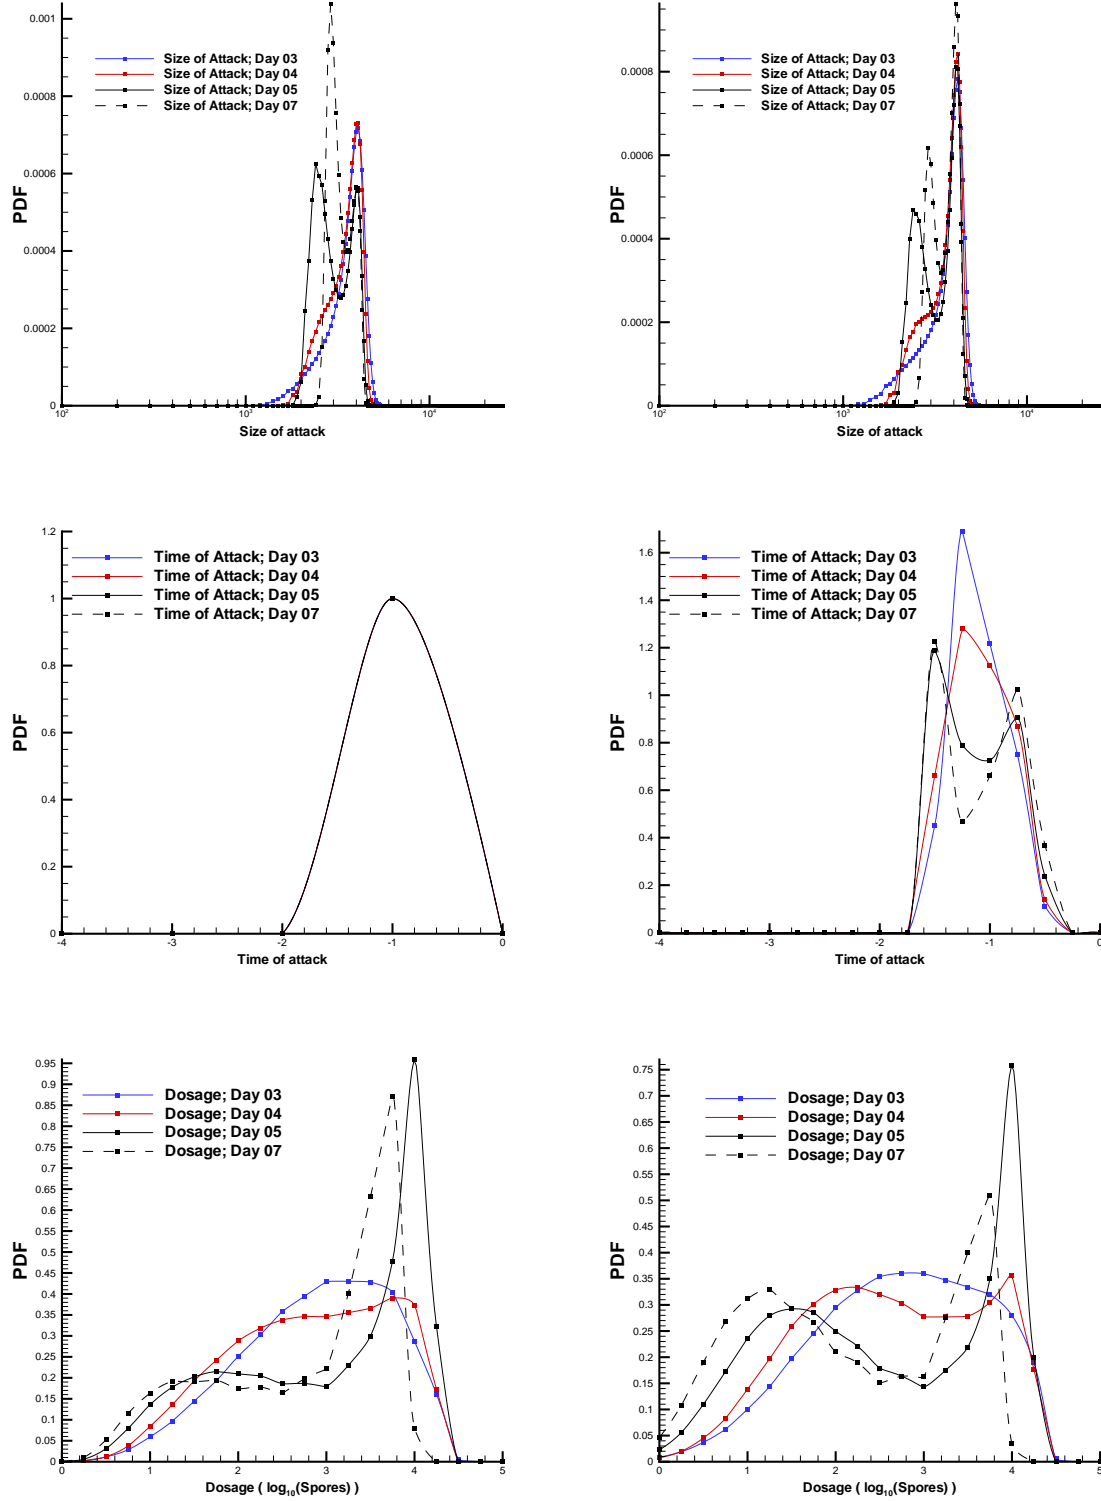 0.001
0.0008
0.0006
0.0004
0.0002
0
PDF
Size of Attack; Day 03
Size of Attack; Day 04
Size of Attack; Day 05
Size of Attack; Day 07
10² 10³ 10⁴
Size of attack
0.0008
0.0006
0.0004
0.0002
0
PDF
Size of Attack; Day 03
Size of Attack; Day 04
Size of Attack; Day 05
Size of Attack; Day 07
10² 10³ 10⁴
Size of attack
1.2
1
0.8
0.6
0.4
0.2
0
PDF
Time of Attack; Day 03
Time of Attack; Day 04
Time of Attack; Day 05
Time of Attack; Day 07
-4 -3 -2 -1 0
Time of attack
1.6
1.4
1.2
1
0.8
0.6
0.4
0.2
0
PDF
Time of Attack; Day 03
Time of Attack; Day 04
Time of Attack; Day 05
Time of Attack; Day 07
-4 -3 -2 -1 0
Time of attack
0.95
0.9
0.85
0.8
0.75
0.7
0.65
0.6
0.55
0.5
0.45
0.4
0.35
0.3
0.25
0.2
0.15
0.1
0.05
0
PDF
Dosage; Day 03
Dosage; Day 04
Dosage; Day 05
Dosage; Day 07
0 1 2 3 4 5
Dosage ( log₁₀(Spores) )
0.75
0.7
0.65
0.6
0.55
0.5
0.45
0.4
0.35
0.3
0.25
0.2
0.15
0.1
0.05
0
PDF
Dosage; Day 03
Dosage; Day 04
Dosage; Day 05
Dosage; Day 07
0 1 2 3 4 5
Dosage ( log₁₀(Spores) )